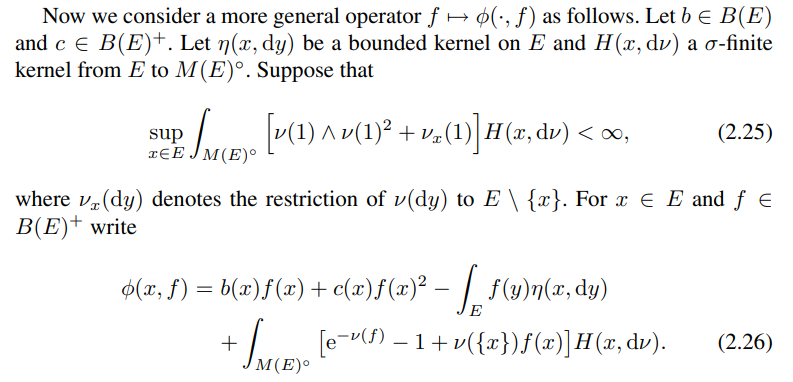 Now we consider a more general operator f ↦ ϕ(·, f) as follows. Let b ∈ B(E)
and c ∈ B(E)⁺. Let η(x, dy) be a bounded kernel on E and H(x, dν) a σ-finite
kernel from E to M(E)°. Suppose that
sup_{x∈E} ∫_{M(E)°} [ν(1) ∧ ν(1)² + ν_x(1)] H(x, dν) < ∞, (2.25)
where ν_x(dy) denotes the restriction of ν(dy) to E \ {x}. For x ∈ E and f ∈
B(E)⁺ write
ϕ(x, f) = b(x)f(x) + c(x)f(x)² − ∫_E f(y)η(x, dy)
+ ∫_{M(E)°} [e^{−ν(f)} − 1 + ν({x})f(x)] H(x, dν). (2.26)